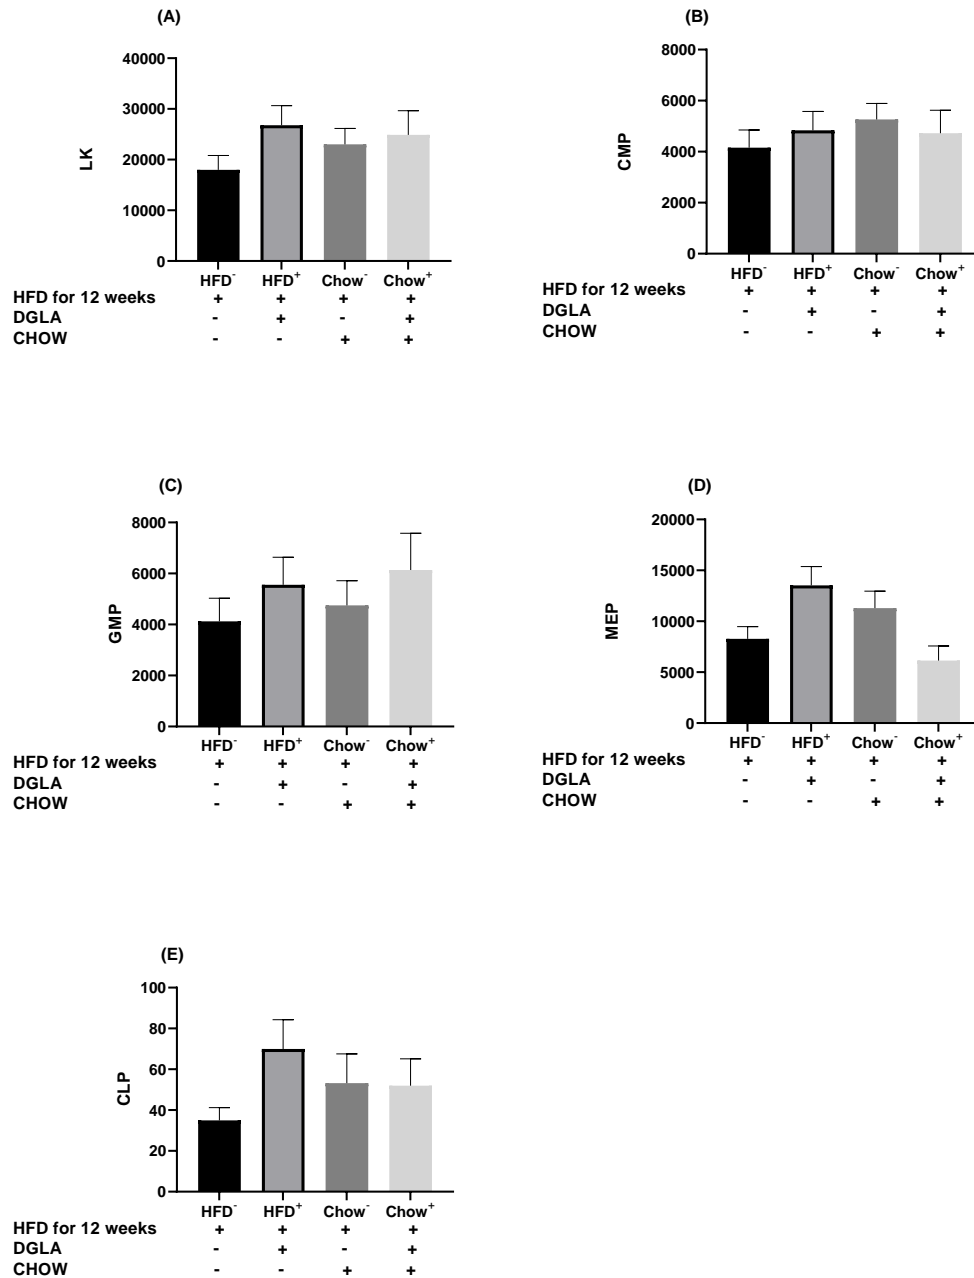 (A)
40000
30000
20000
10000
0
LK
HFD- HFD+ Chow- Chow+
HFD for 12 weeks + + + +
DGLA - + - +
CHOW - - + +
(B)
8000
6000
4000
2000
0
CMP
HFD- HFD+ Chow- Chow+
HFD for 12 weeks + + + +
DGLA - + - +
CHOW - - + +
(C)
8000
6000
4000
2000
0
GMP
HFD- HFD+ Chow- Chow+
HFD for 12 weeks + + + +
DGLA - + - +
CHOW - - + +
(D)
20000
15000
10000
5000
0
MEP
HFD- HFD+ Chow- Chow+
HFD for 12 weeks + + + +
DGLA - + - +
CHOW - - + +
(E)
100
80
60
40
20
0
CLP
HFD- HFD+ Chow- Chow+
HFD for 12 weeks + + + +
DGLA - + - +
CHOW - - + +